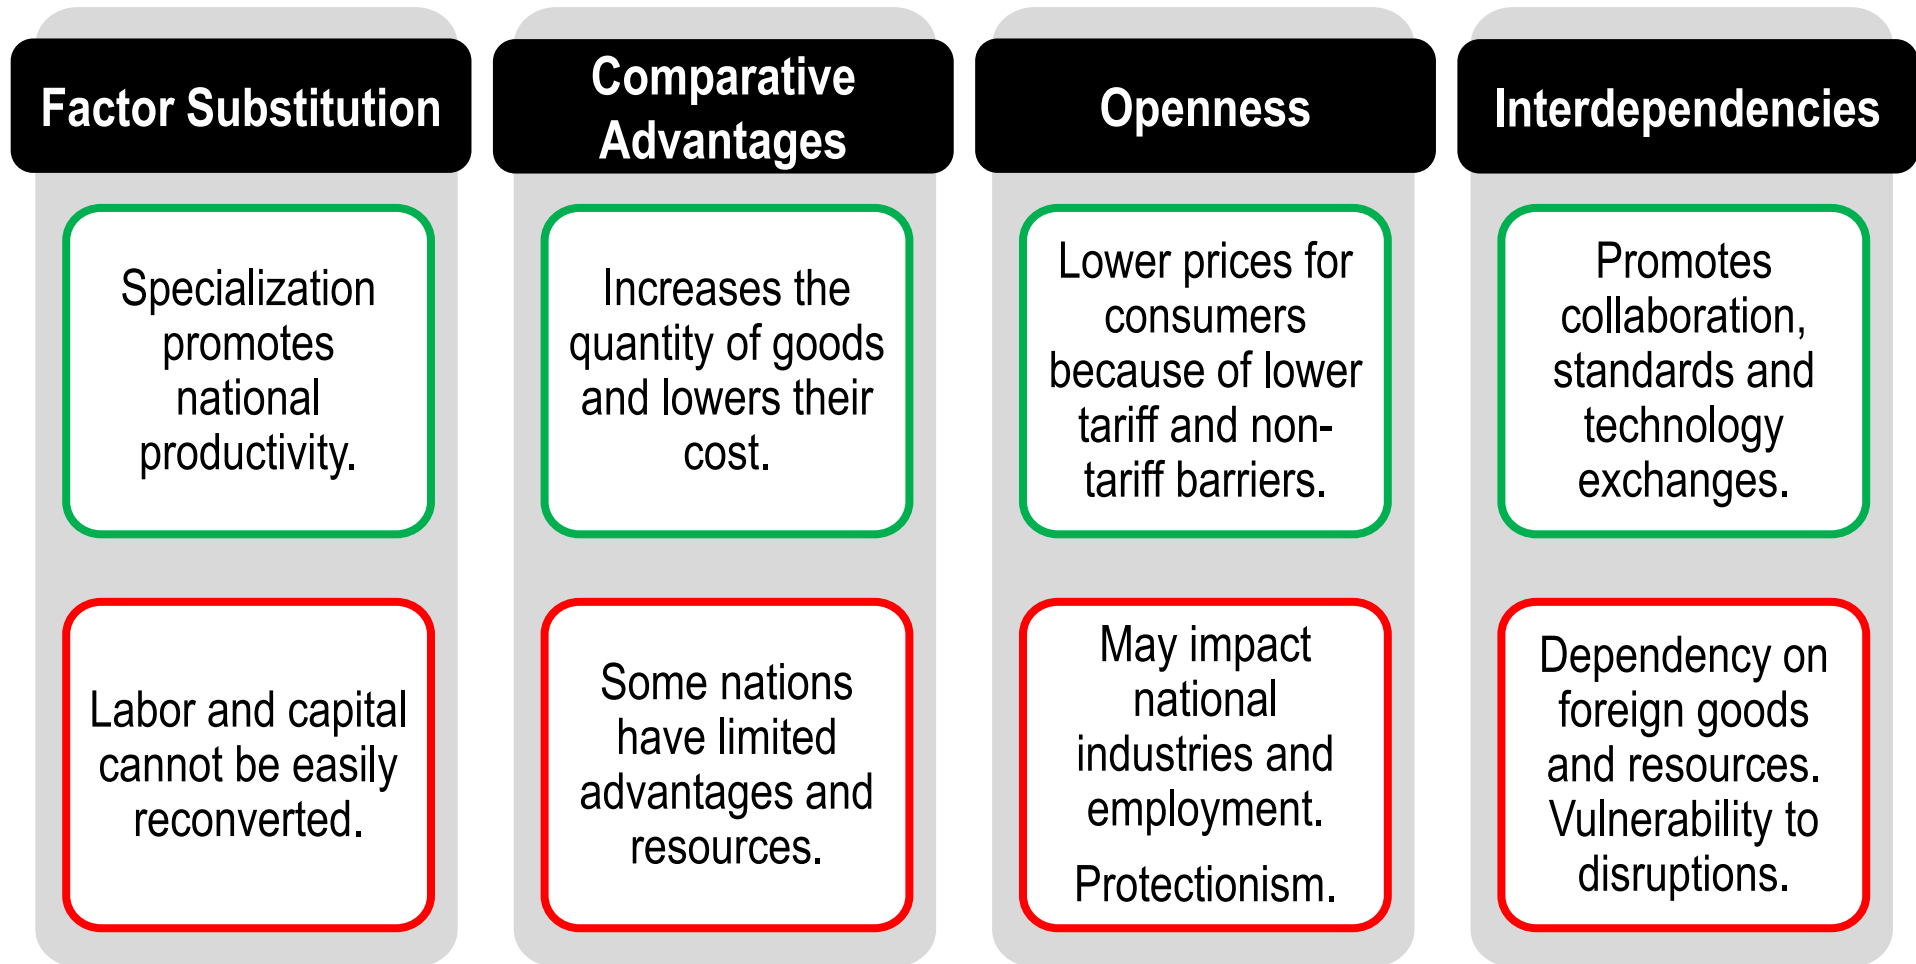 Factor Substitution
Specialization
promotes
national
productivity.
Labor and capital
cannot be easily
reconverted.
Comparative
Advantages
Increases the
quantity of goods
and lowers their
cost.
Some nations
have limited
advantages and
resources.
Openness
Lower prices for
consumers
because of lower
tariff and non-
tariff barriers.
May impact
national
industries and
employment.
Protectionism.
Interdependencies
Promotes
collaboration,
standards and
technology
exchanges.
Dependency on
foreign goods
and resources.
Vulnerability to
disruptions.